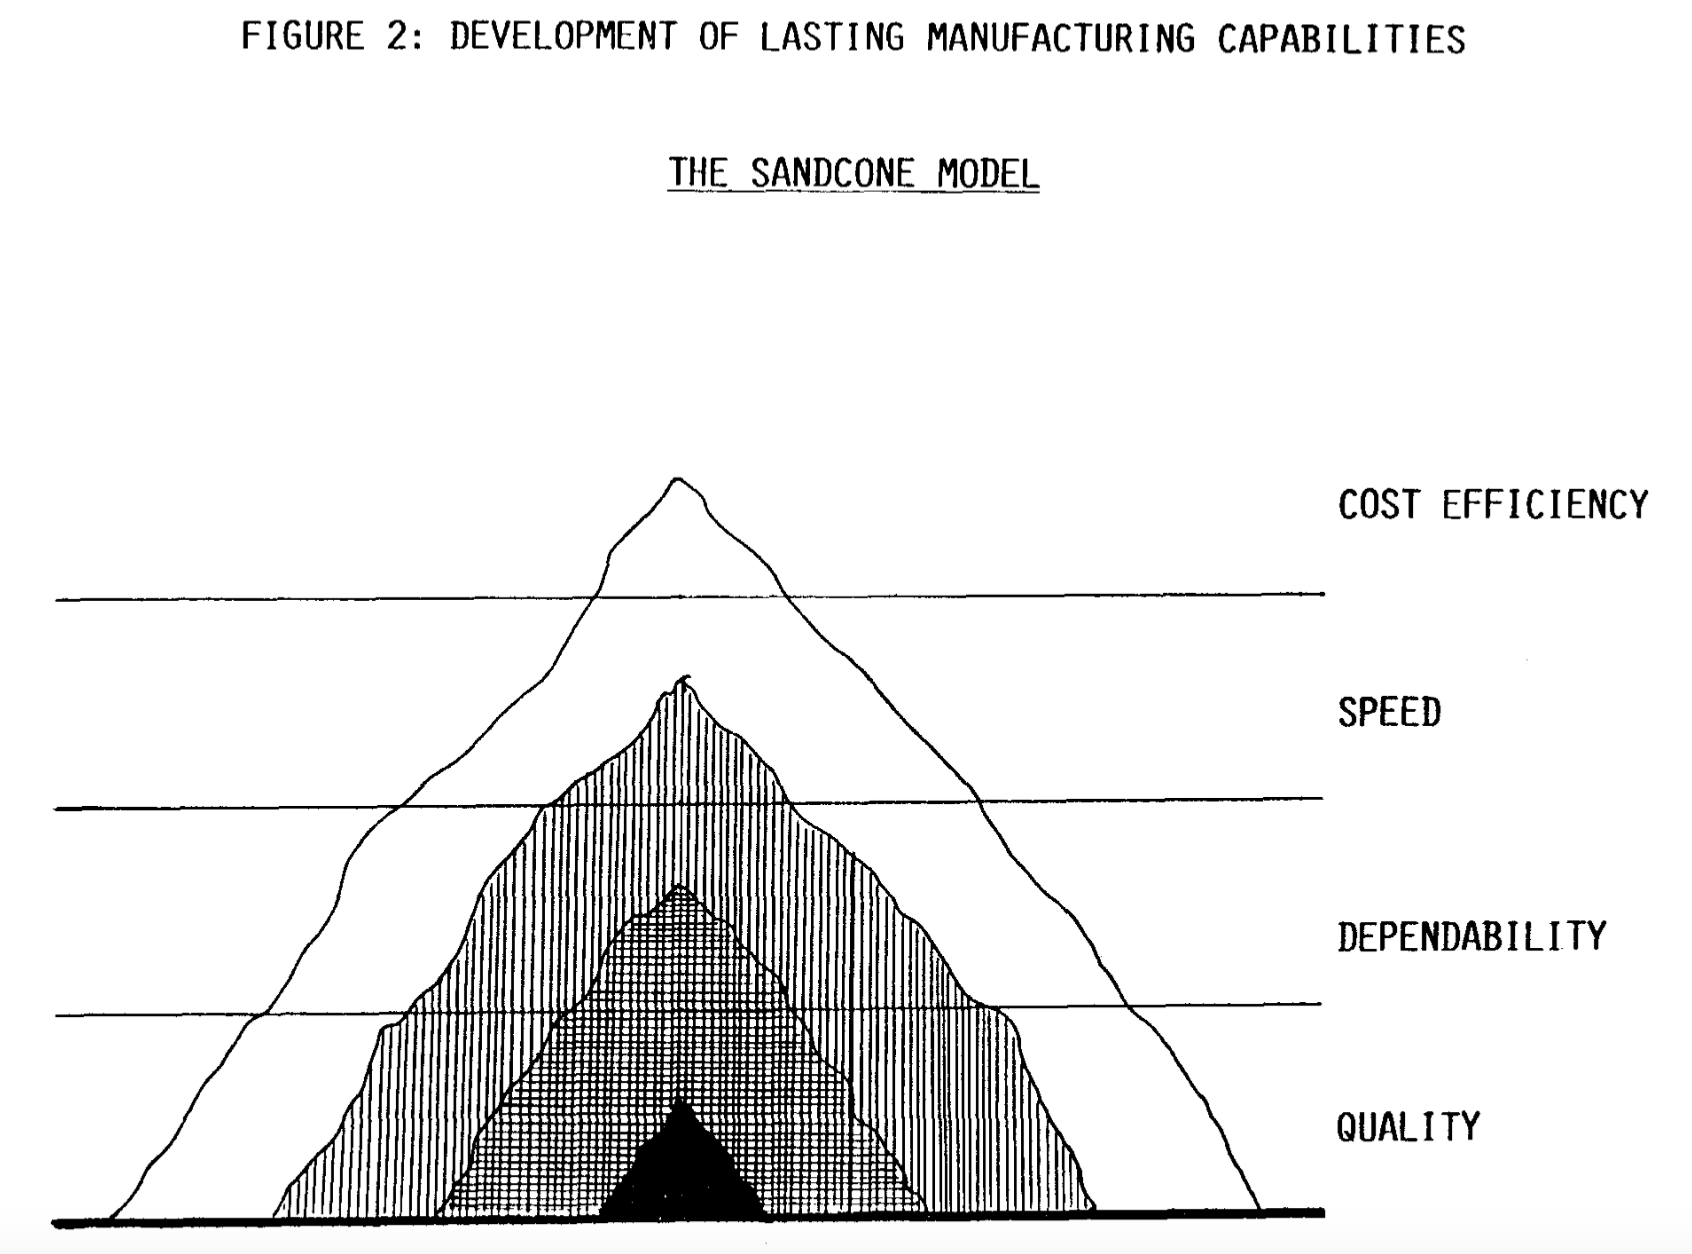 FIGURE 2: DEVELOPMENT OF LASTING MANUFACTURING CAPABILITIES
THE SANDCONE MODEL
COST EFFICIENCY
SPEED
DEPENDABILITY
QUALITY